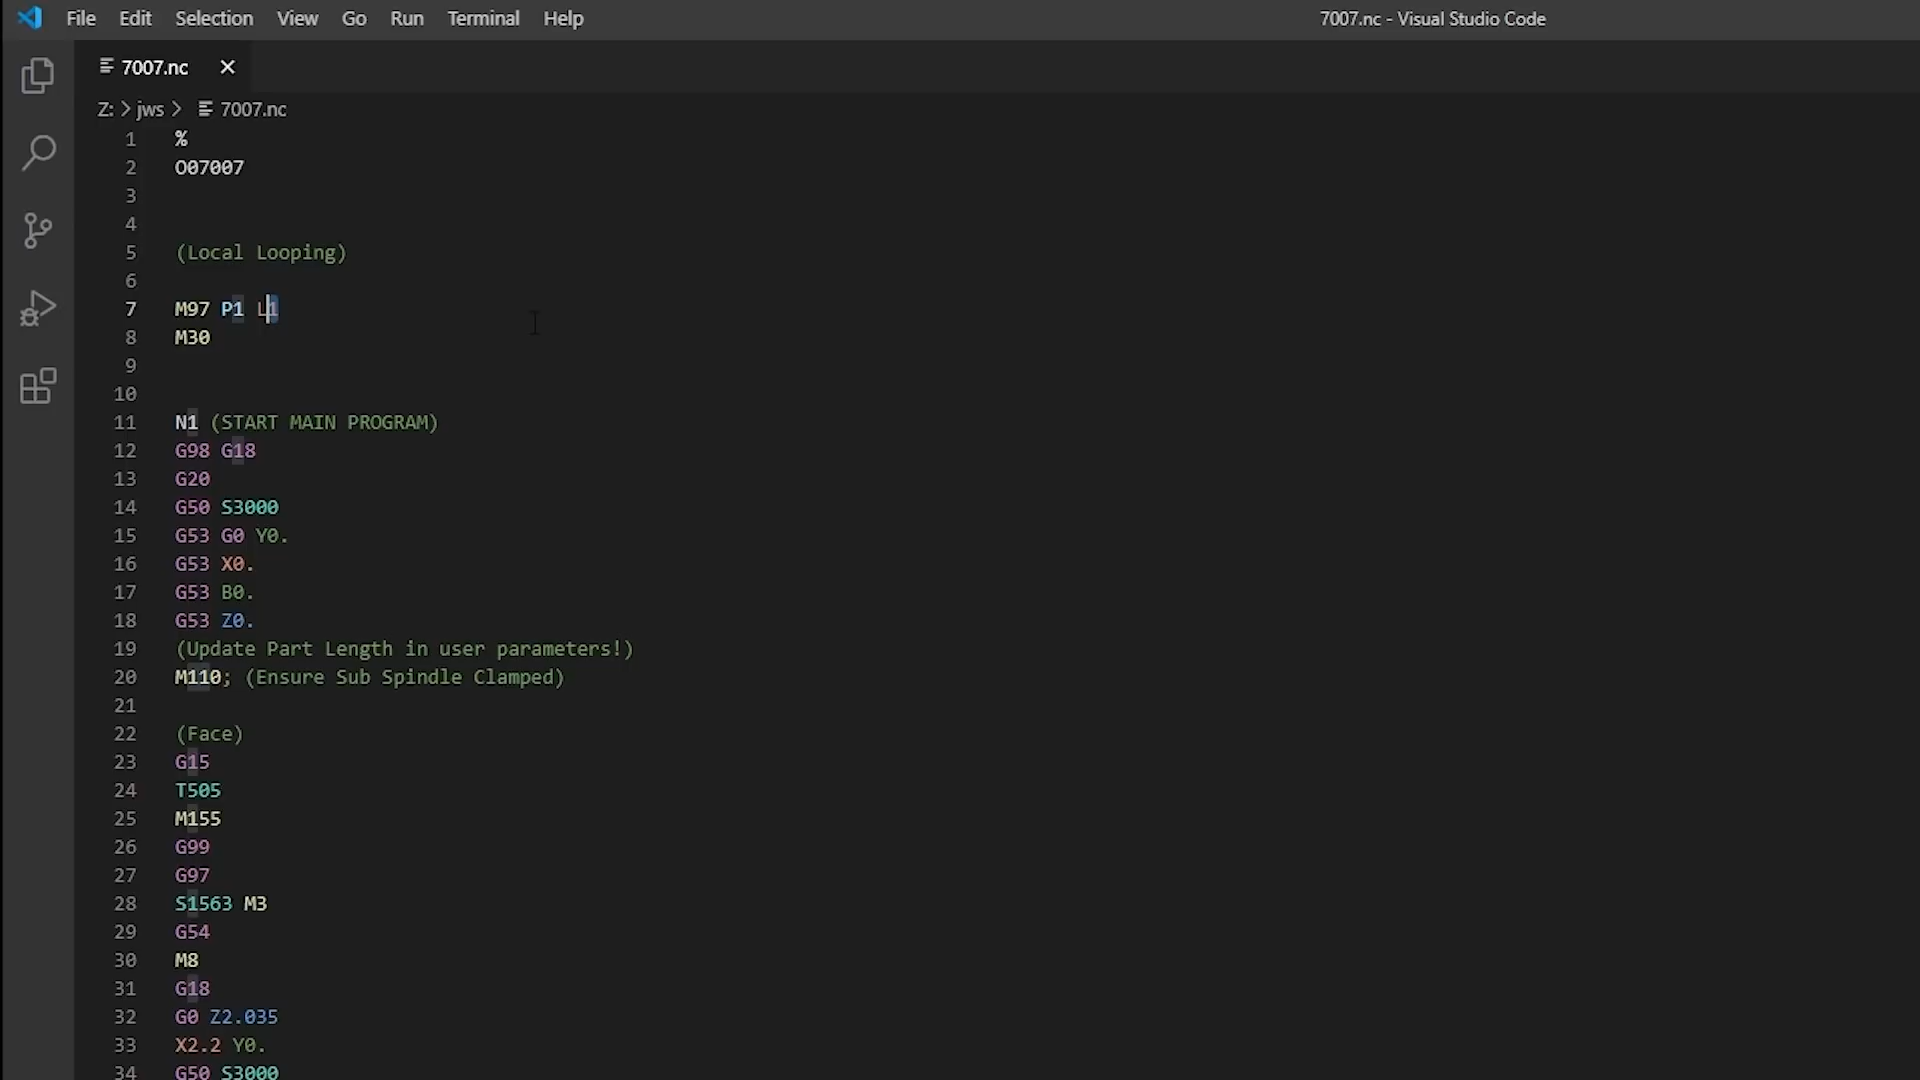 File Edit Selection View Go Run Terminal Help 7007.nc - Visual Studio Code
7007.nc
Z: > jws > 7007.nc
1 %
2 O07007
3
4
5 (Local Looping)
6
7 M97 P1 L1
8 M30
9
10
11 N1 (START MAIN PROGRAM)
12 G98 G18
13 G20
14 G50 S3000
15 G53 G0 Y0.
16 G53 X0.
17 G53 B0.
18 G53 Z0.
19 (Update Part Length in user parameters!)
20 M110; (Ensure Sub Spindle Clamped)
21
22 (Face)
23 G15
24 T505
25 M155
26 G99
27 G97
28 S1563 M3
29 G54
30 M8
31 G18
32 G0 Z2.035
33 X2.2 Y0.
34 G50 S3000